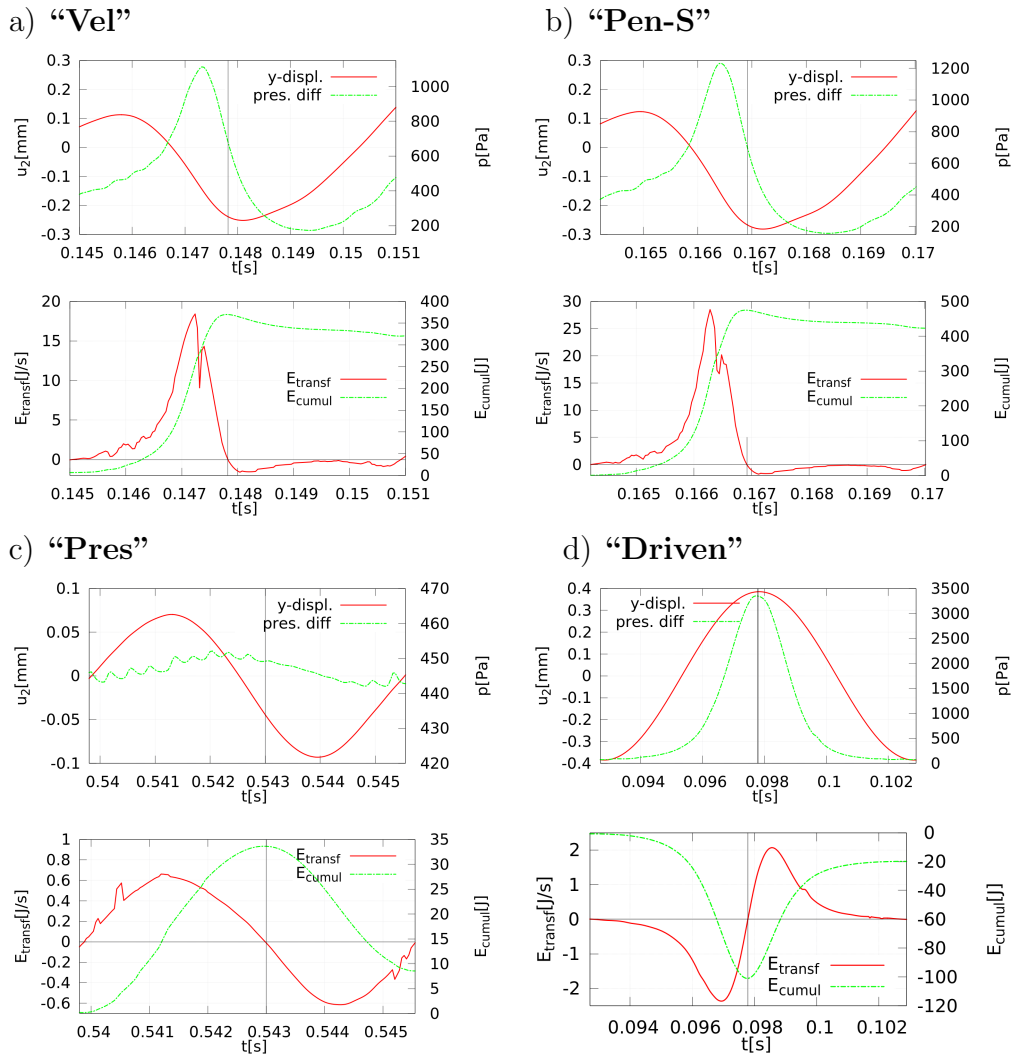 a) “Vel”
0.3
0.2
0.1
0
-0.1
-0.2
-0.3
u2[mm]
y-displ.
pres. diff
1000
800
600
400
200
p[Pa]
0.145 0.146 0.147 0.148 0.149 0.15 0.151
t[s]
20
15
10
5
0
Etransf[J/s]
Etransf
Ecumul
400
350
300
250
200
150
100
50
0
Ecumul[J]
0.145 0.146 0.147 0.148 0.149 0.15 0.151
t[s]
b) “Pen-S”
0.3
0.2
0.1
0
-0.1
-0.2
-0.3
u2[mm]
y-displ.
pres. diff
1200
1000
800
600
400
200
p[Pa]
0.165 0.166 0.167 0.168 0.169 0.17
t[s]
30
25
20
15
10
5
0
Etransf[J/s]
Etransf
Ecumul
500
400
300
200
100
0
Ecumul[J]
0.165 0.166 0.167 0.168 0.169 0.17
t[s]
c) “Pres”
0.1
0.05
0
-0.05
-0.1
u2[mm]
y-displ.
pres. diff
470
460
450
440
430
420
p[Pa]
0.54 0.541 0.542 0.543 0.544 0.545
t[s]
1
0.8
0.6
0.4
0.2
0
-0.2
-0.4
-0.6
Etransf[J/s]
Etransf
Ecumul
35
30
25
20
15
10
5
0
Ecumul[J]
0.54 0.541 0.542 0.543 0.544 0.545
t[s]
d) “Driven”
0.4
0.3
0.2
0.1
0
-0.1
-0.2
-0.3
-0.4
u2[mm]
y-displ.
pres. diff
3500
3000
2500
2000
1500
1000
500
0
p[Pa]
0.094 0.096 0.098 0.1 0.102
t[s]
2
1
0
-1
-2
Etransf[J/s]
Etransf
Ecumul
0
-20
-40
-60
-80
-100
-120
Ecumul[J]
0.094 0.096 0.098 0.1 0.102
t[s]